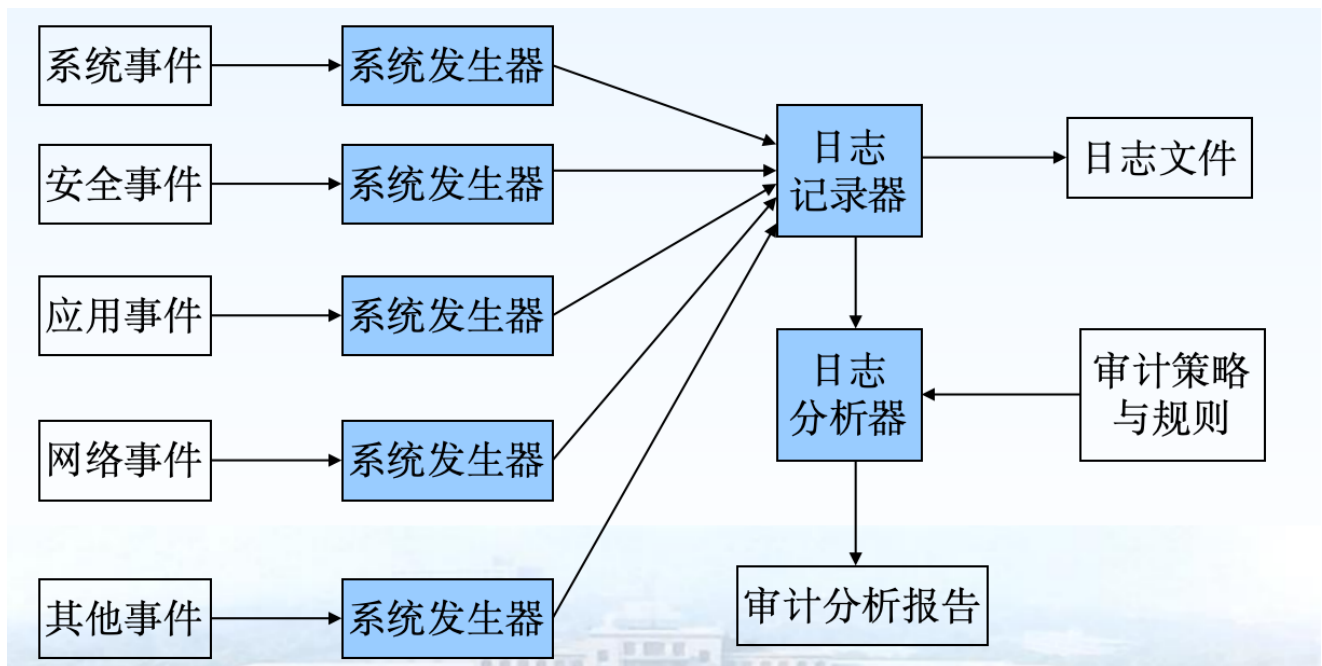 系统事件
系统发生器
安全事件
系统发生器
应用事件
系统发生器
网络事件
系统发生器
其他事件
系统发生器
日志
记录器
日志文件
日志
分析器
审计策略
与规则
审计分析报告